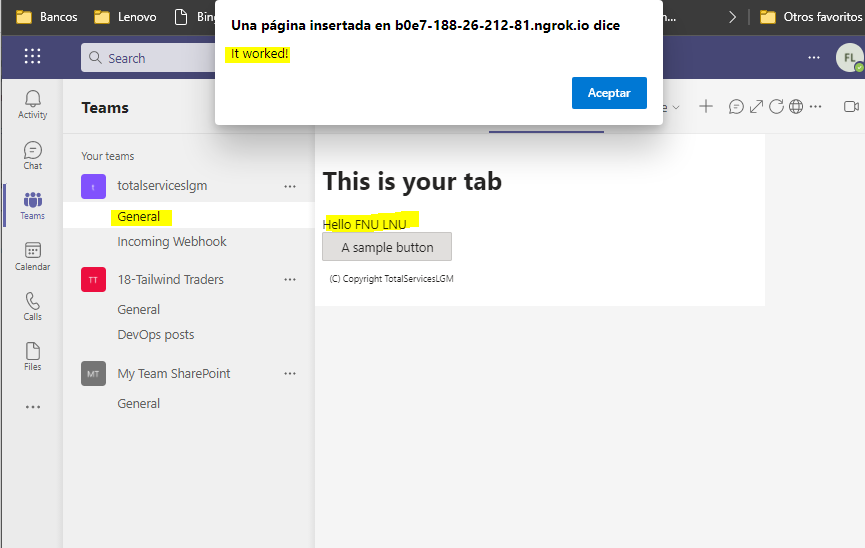 Bancos
Lenovo
Bin
Otros favoritos
Una página insertada en b0e7-188-26-212-81.ngrok.io dice
It worked!
Aceptar
Search
FL
Activity
Chat
Teams
Calendar
Calls
Files
Teams
Your teams
t
totalserviceslgm
General
Incoming Webhook
TT
18-Tailwind Traders
General
DevOps posts
MT
My Team SharePoint
General
This is your tab
Hello FNU LNU
A sample button
(C) Copyright TotalServicesLGM